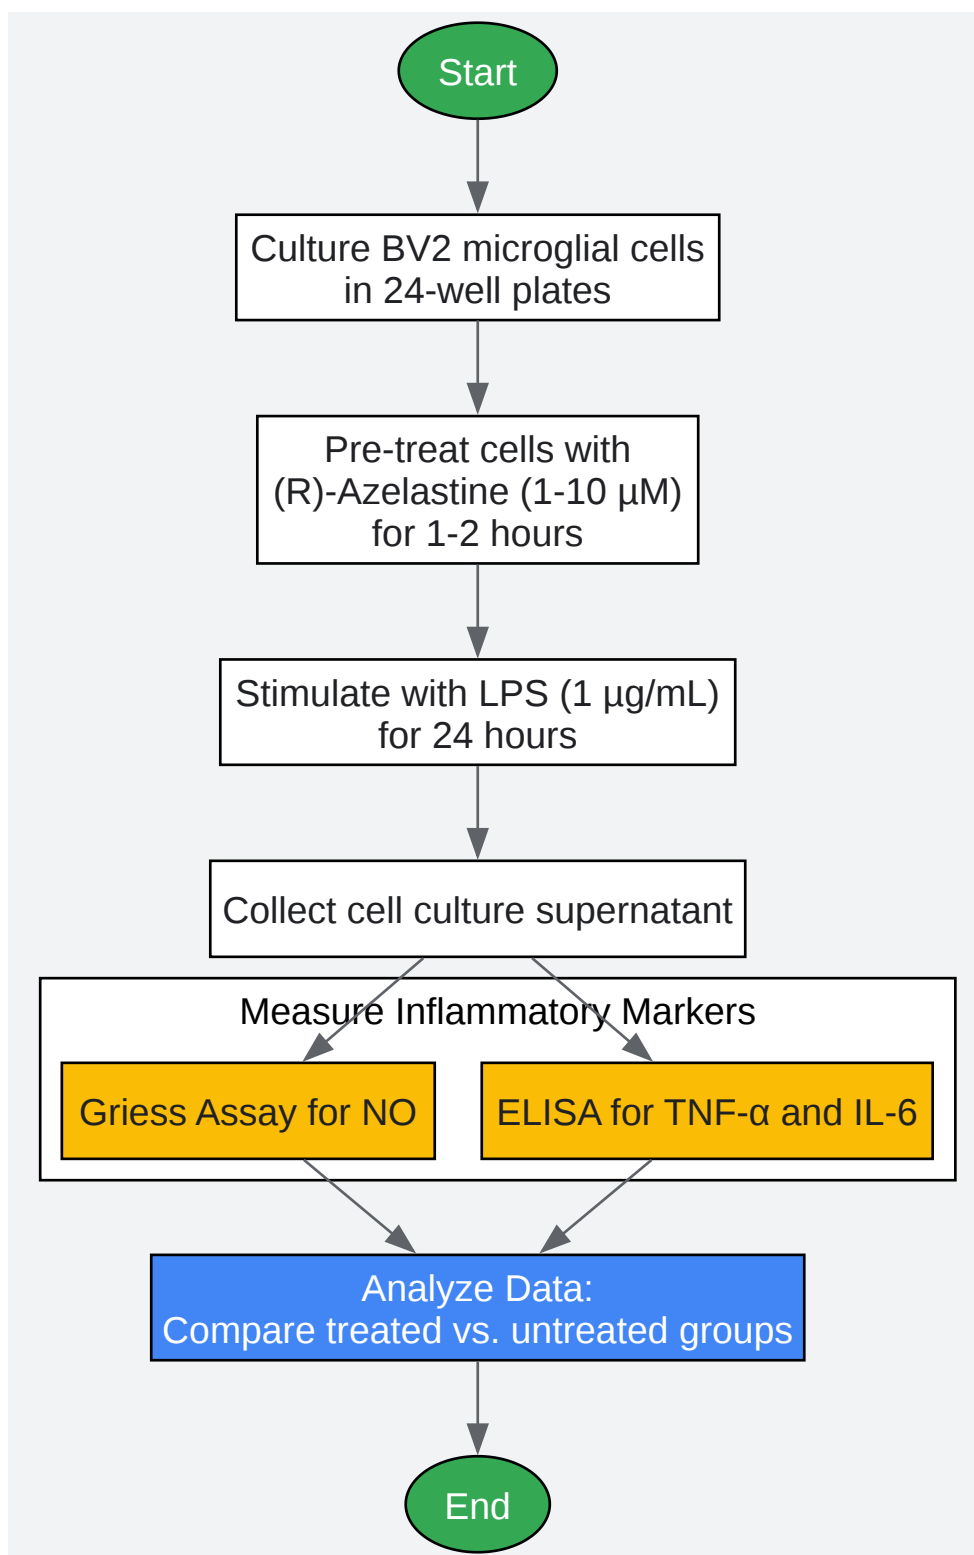 Start
Culture BV2 microglial cells
in 24-well plates
Pre-treat cells with
(R)-Azelastine (1-10 µM)
for 1-2 hours
Stimulate with LPS (1 µg/mL)
for 24 hours
Collect cell culture supernatant
Measure Inflammatory Markers
Griess Assay for NO
ELISA for TNF-α and IL-6
Analyze Data:
Compare treated vs. untreated groups
End